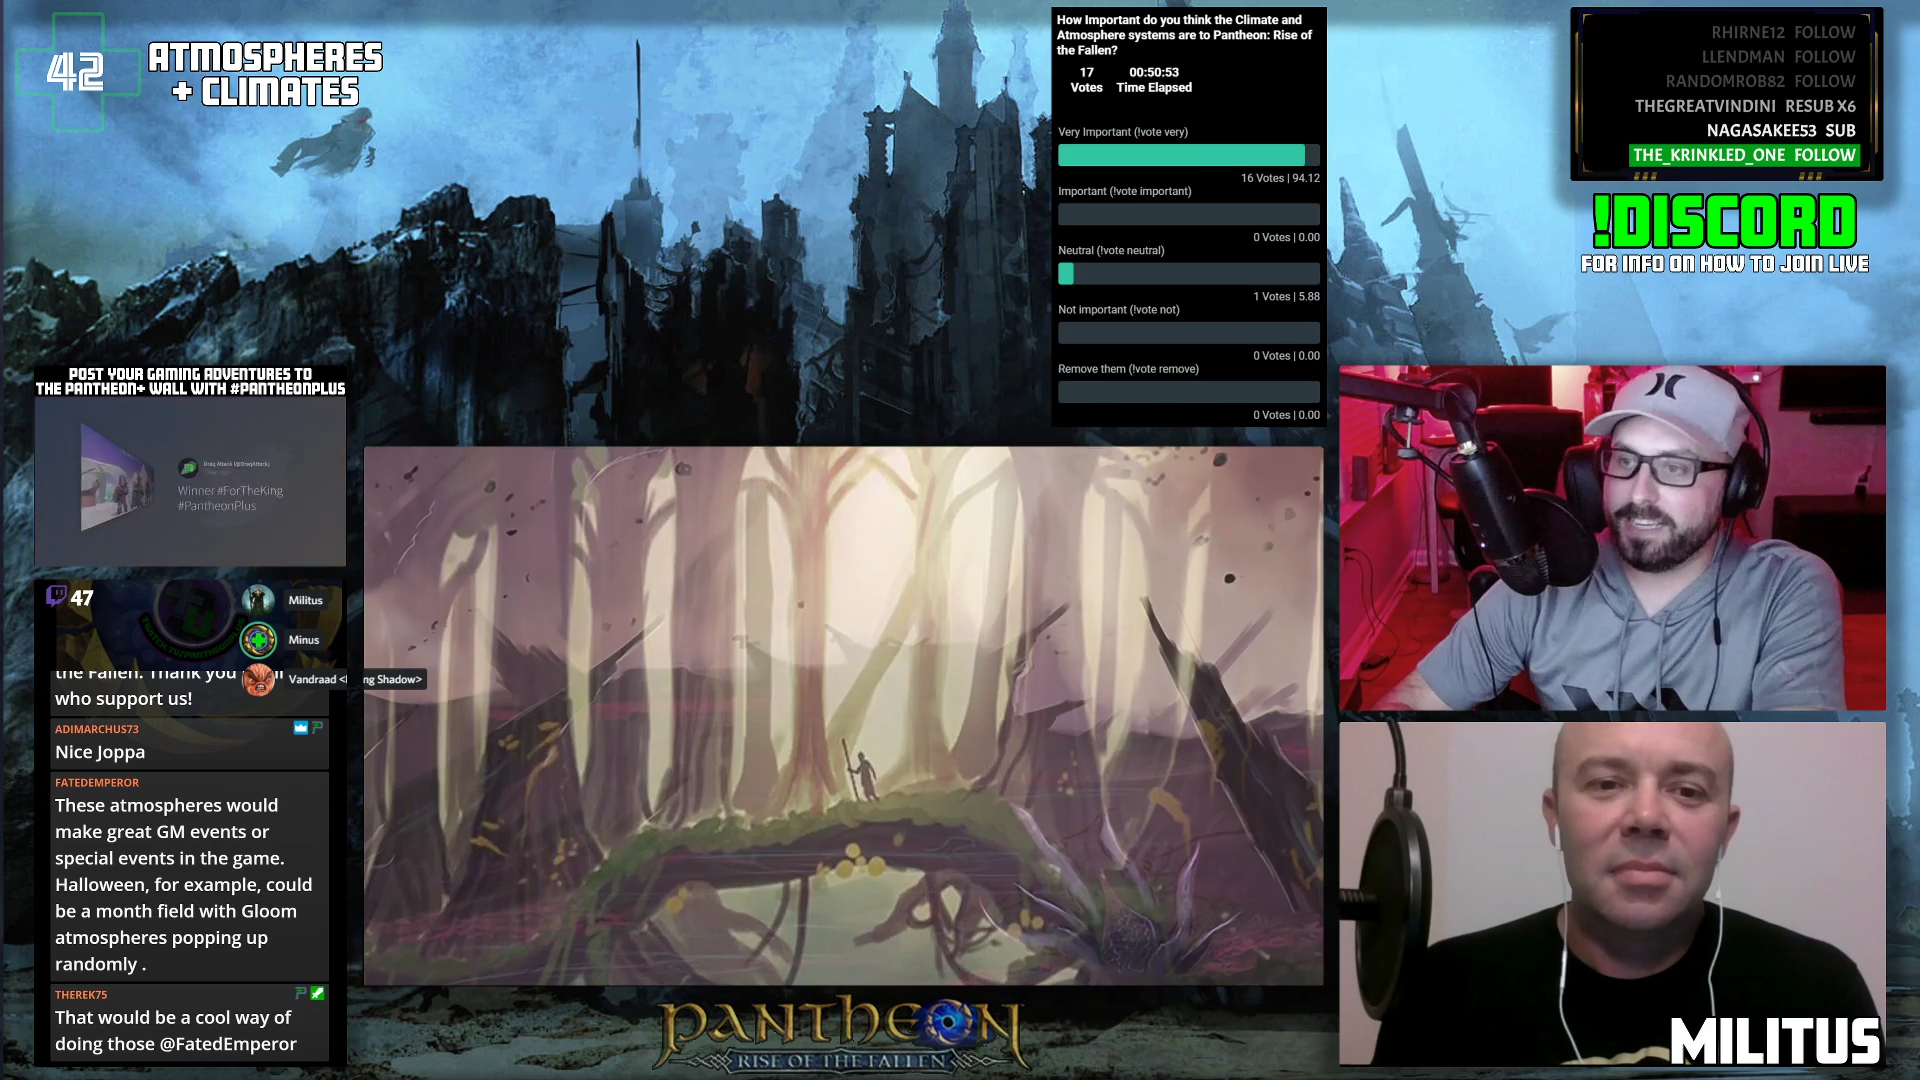 42
ATMOSPHERES
+ CLIMATES
How Important do you think the Climate and
Atmosphere systems are to Pantheon: Rise of
the Fallen?
17 00:50:53
Votes Time Elapsed
Very Important (!vote very)
16 Votes | 94.12
Important (!vote important)
0 Votes | 0.00
Neutral (!vote neutral)
1 Votes | 5.88
Not important (!vote not)
0 Votes | 0.00
Remove them (!vote remove)
0 Votes | 0.00
RHIRNE12 FOLLOW
LLENDMAN FOLLOW
RANDOMROB82 FOLLOW
THEGREATVINDINI RESUB X6
NAGASAKEE53 SUB
THE_KRINKLED_ONE FOLLOW
!DISCORD
FOR INFO ON HOW TO JOIN LIVE
POST YOUR GAMING ADVENTURES TO
THE PANTHEON+ WALL WITH #PANTHEONPLUS
Winner #ForTheKing
#PantheonPlus
47
Militus
Minus
Vandraad
the Fallen. Thank you
who support us!
ADIMARCHUS73
Nice Joppa
FATEDEMPEROR
These atmospheres would
make great GM events or
special events in the game.
Halloween, for example, could
be a month field with Gloom
atmospheres popping up
randomly .
THEREK75
That would be a cool way of
doing those @FatedEmperor
PANTHEON
RISE OF THE FALLEN
MILITUS